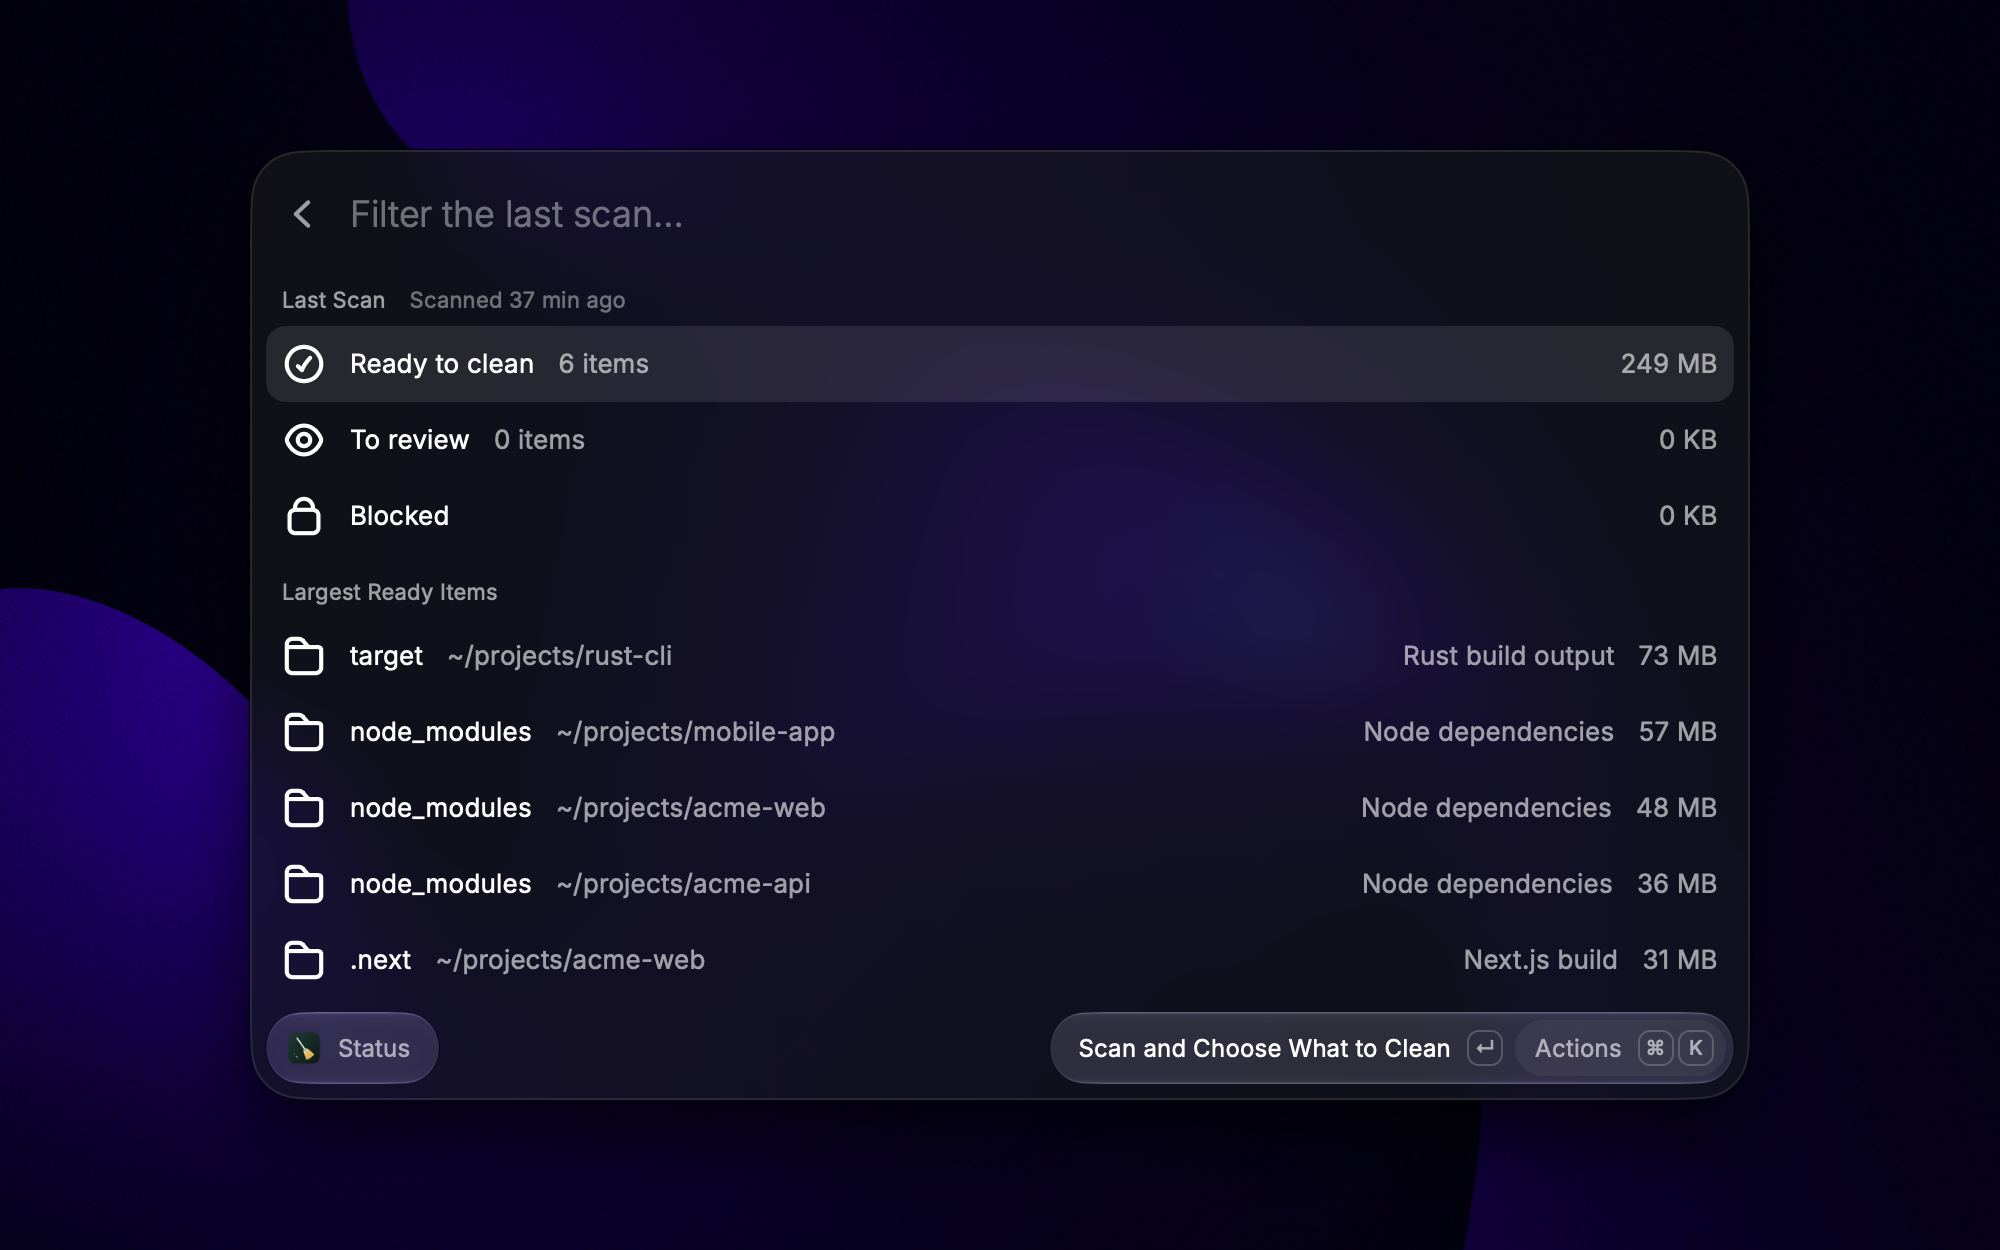 Filter the last scan...
Last Scan Scanned 37 min ago
Ready to clean 6 items 249 MB
To review 0 items 0 KB
Blocked 0 KB
Largest Ready Items
target ~/projects/rust-cli Rust build output 73 MB
node_modules ~/projects/mobile-app Node dependencies 57 MB
node_modules ~/projects/acme-web Node dependencies 48 MB
node_modules ~/projects/acme-api Node dependencies 36 MB
.next ~/projects/acme-web Next.js build 31 MB
Status Scan and Choose What to Clean ↵ Actions ⌘ K